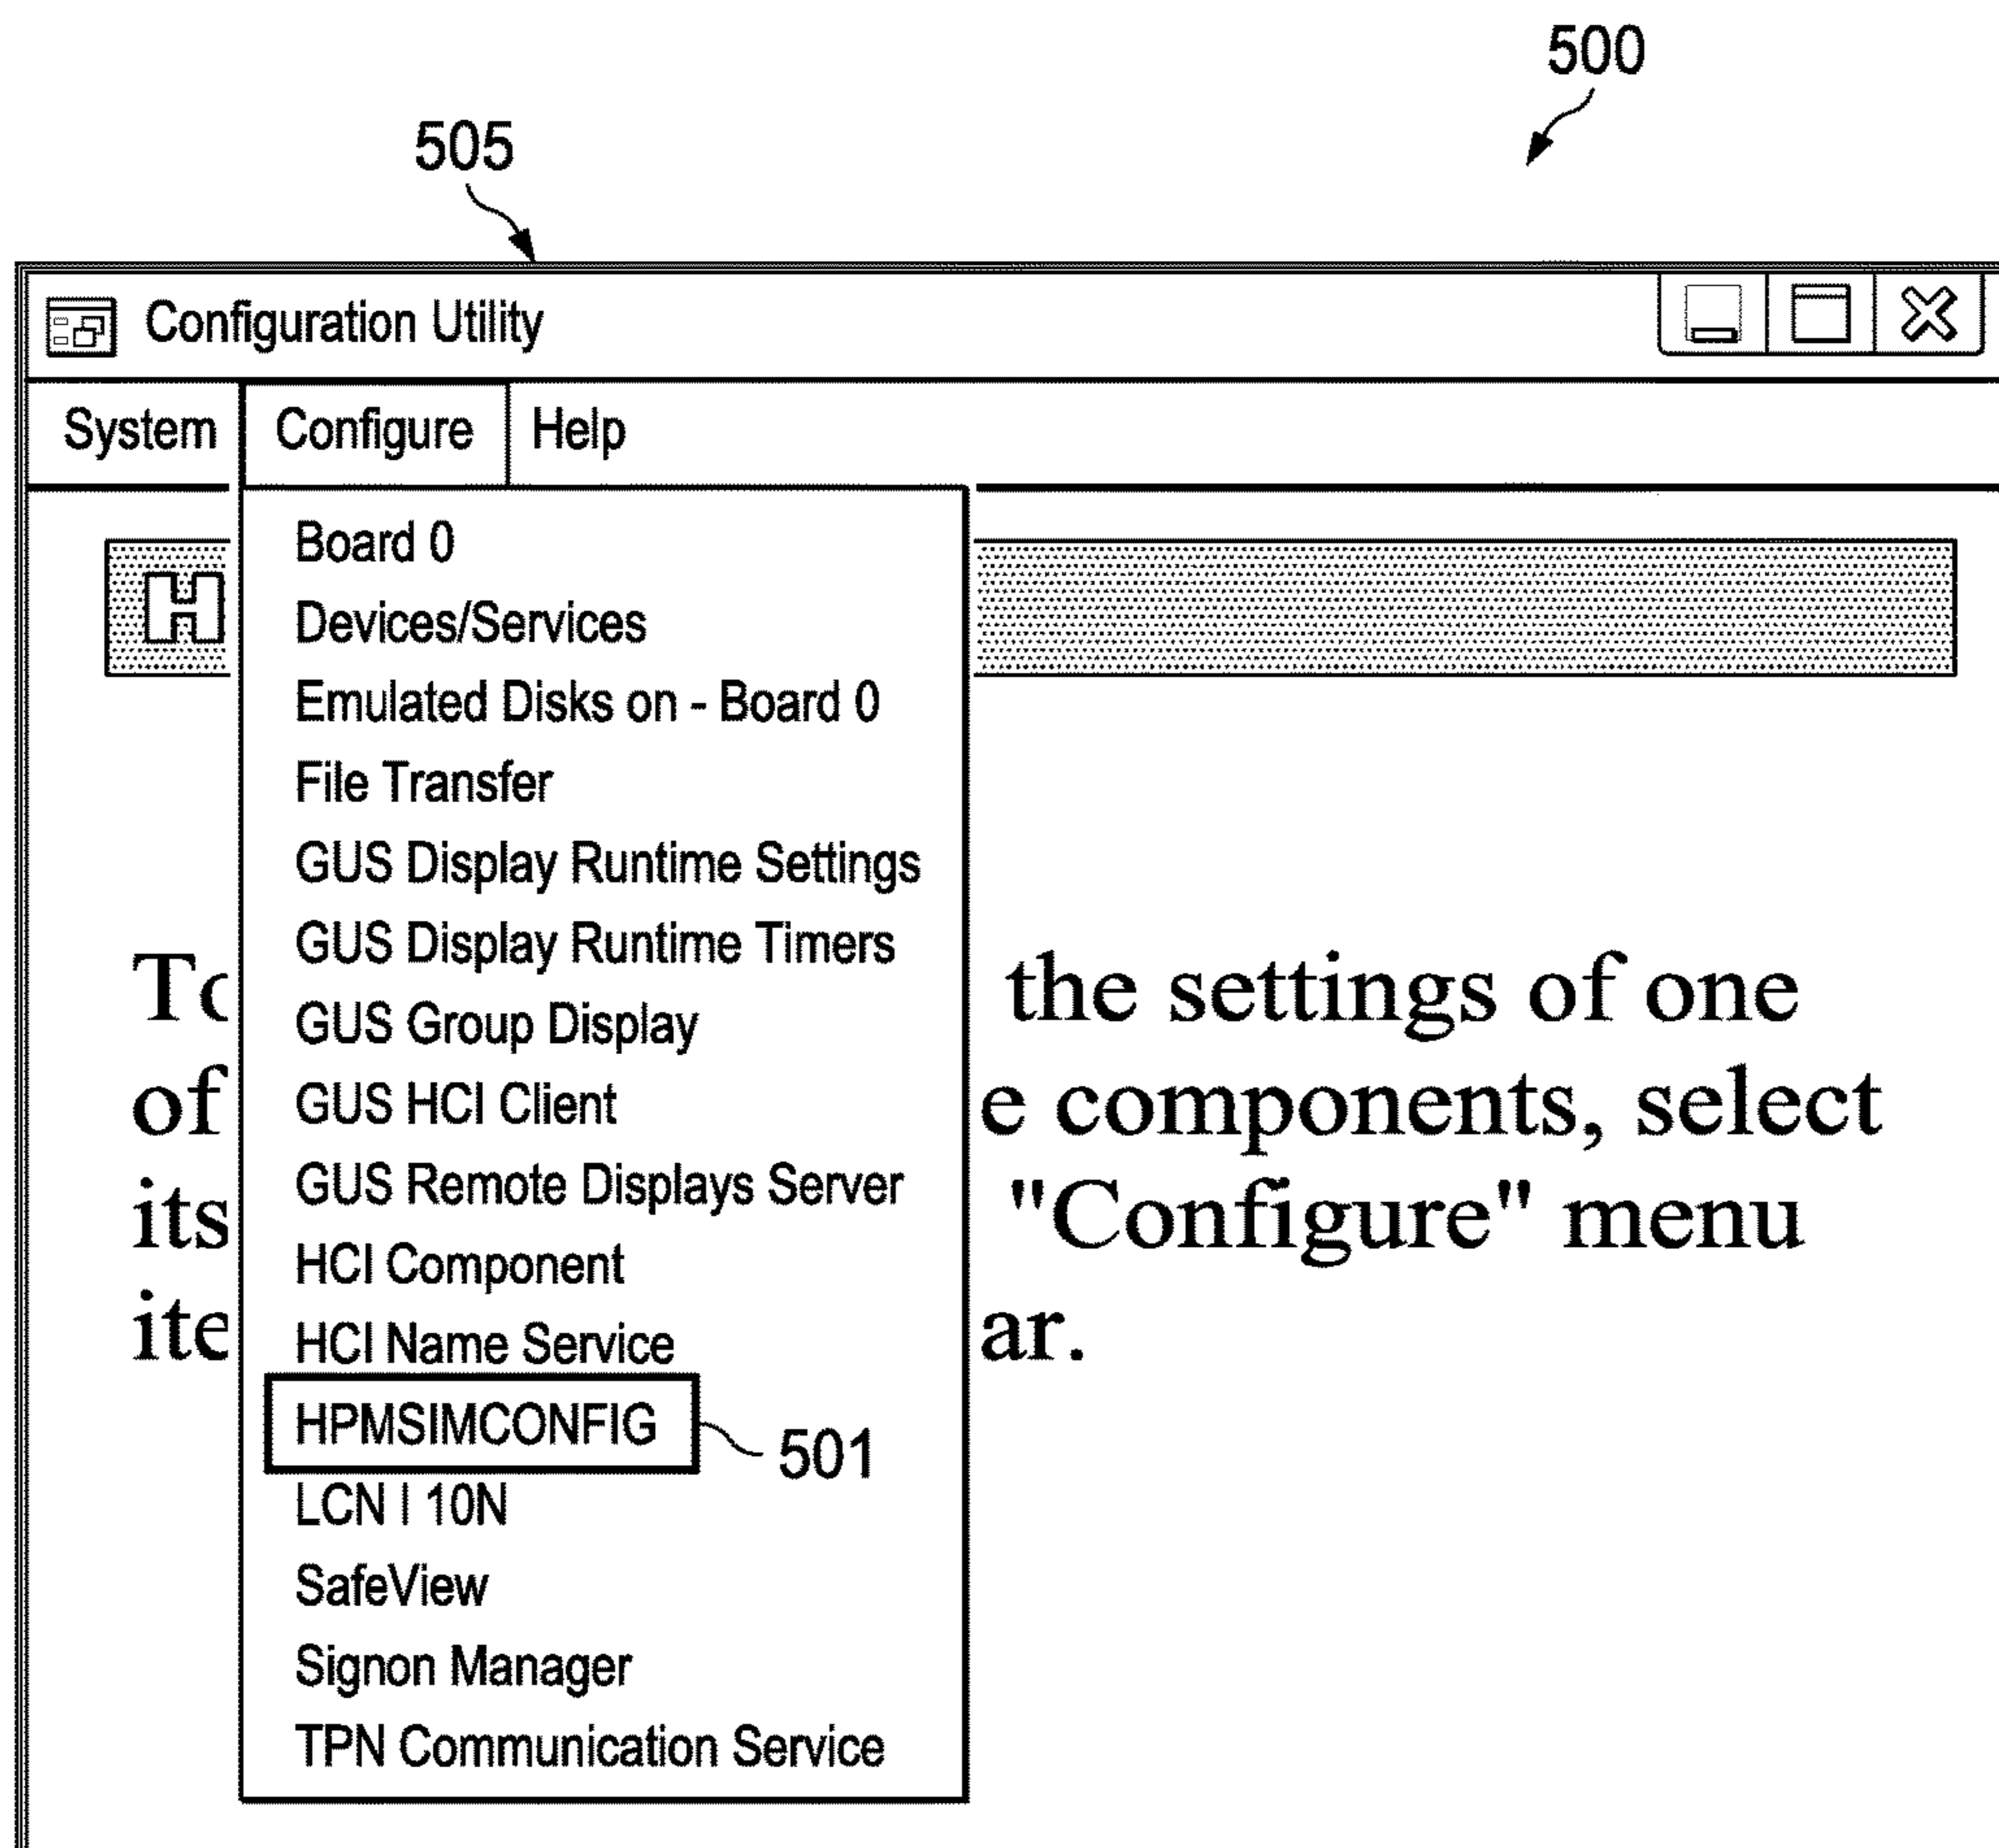 500
505
Configuration Utility
System Configure Help
H
Board 0
Devices/Services
Emulated Disks on - Board 0
File Transfer
GUS Display Runtime Settings
GUS Display Runtime Timers
GUS Group Display
GUS HCI Client
GUS Remote Displays Server
HCI Component
HCI Name Service
HPMSIMCONFIG
501
LCN I 10N
SafeView
Signon Manager
TPN Communication Service
the settings of one
of components, select
its "Configure" menu